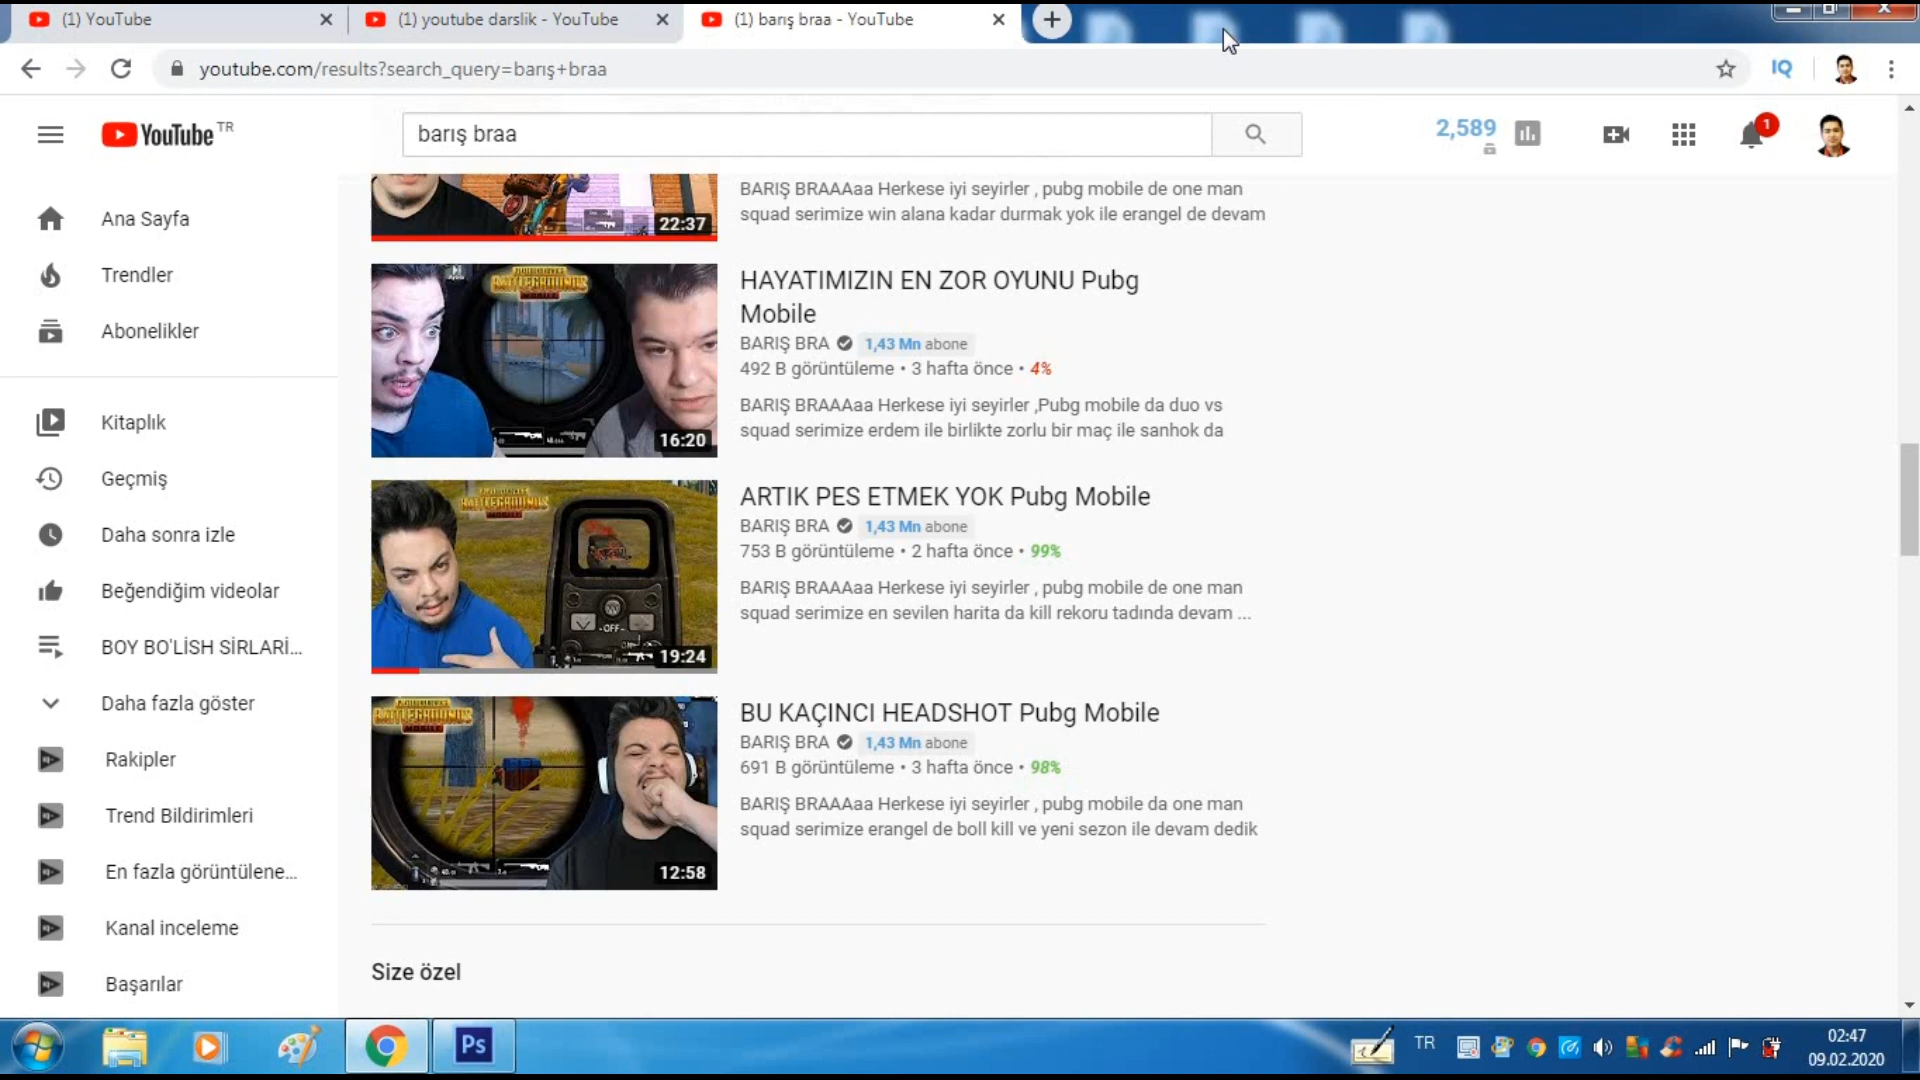 (1) YouTube
(1) youtube darslik - YouTube
(1) barış braa - YouTube
youtube.com/results?search_query=barış+braa
IQ
YouTube TR
barış braa
2,589
1
Ana Sayfa
Trendler
Abonelikler
Kitaplık
Geçmiş
Daha sonra izle
Beğendiğim videolar
BOY BO'LİSH SİRLARİ...
Daha fazla göster
Rakipler
Trend Bildirimleri
En fazla görüntülene...
Kanal inceleme
Başarılar
22:37
BARIŞ BRAAAaa Herkese iyi seyirler , pubg mobile de one man
squad serimize win alana kadar durmak yok ile erangel de devam
BATTLEGROUNDS
MOBILE
16:20
HAYATIMIZIN EN ZOR OYUNU Pubg
Mobile
BARIŞ BRA 1,43 Mn abone
492 B görüntüleme • 3 hafta önce • 4%
BARIŞ BRAAAaa Herkese iyi seyirler ,Pubg mobile da duo vs
squad serimize erdem ile birlikte zorlu bir maç ile sanhok da
BATTLEGROUNDS
-OFF-
19:24
ARTIK PES ETMEK YOK Pubg Mobile
BARIŞ BRA 1,43 Mn abone
753 B görüntüleme • 2 hafta önce • 99%
BARIŞ BRAAAaa Herkese iyi seyirler , pubg mobile de one man
squad serimize en sevilen harita da kill rekoru tadında devam ...
BATTLEGROUNDS
MOBILE
12:58
BU KAÇINCI HEADSHOT Pubg Mobile
BARIŞ BRA 1,43 Mn abone
691 B görüntüleme • 3 hafta önce • 98%
BARIŞ BRAAAaa Herkese iyi seyirler , pubg mobile da one man
squad serimize erangel de boll kill ve yeni sezon ile devam dedik
Size özel
Ps
TR
02:47
09.02.2020